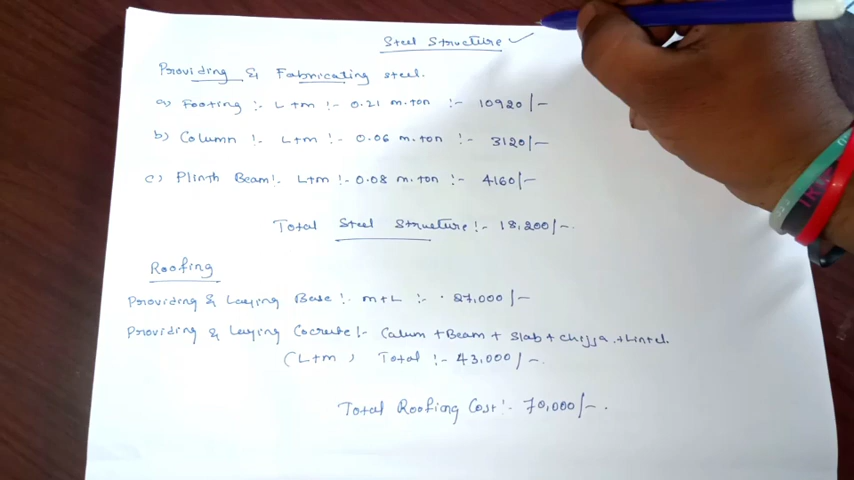 Steel Structure
Providing & Fabricating steel.
a) Footing :- L+m :- 0.21 m.ton :- 10920/-
b) Column :- L+m :- 0.06 m.ton :- 3120/-
c) Plinth Beam :- L+m :- 0.08 m.ton :- 4160/-
Total Steel Structure :- 18,200/-.
Roofing
Providing & Laying Base :- m+L :- 27,000/-
Providing & Laying Cocrete :- Calum + Beam + Slab + chijja + Lintel.
(L+m) Total :- 43,000/-.
Total Roofing Cost :- 70,000/-.